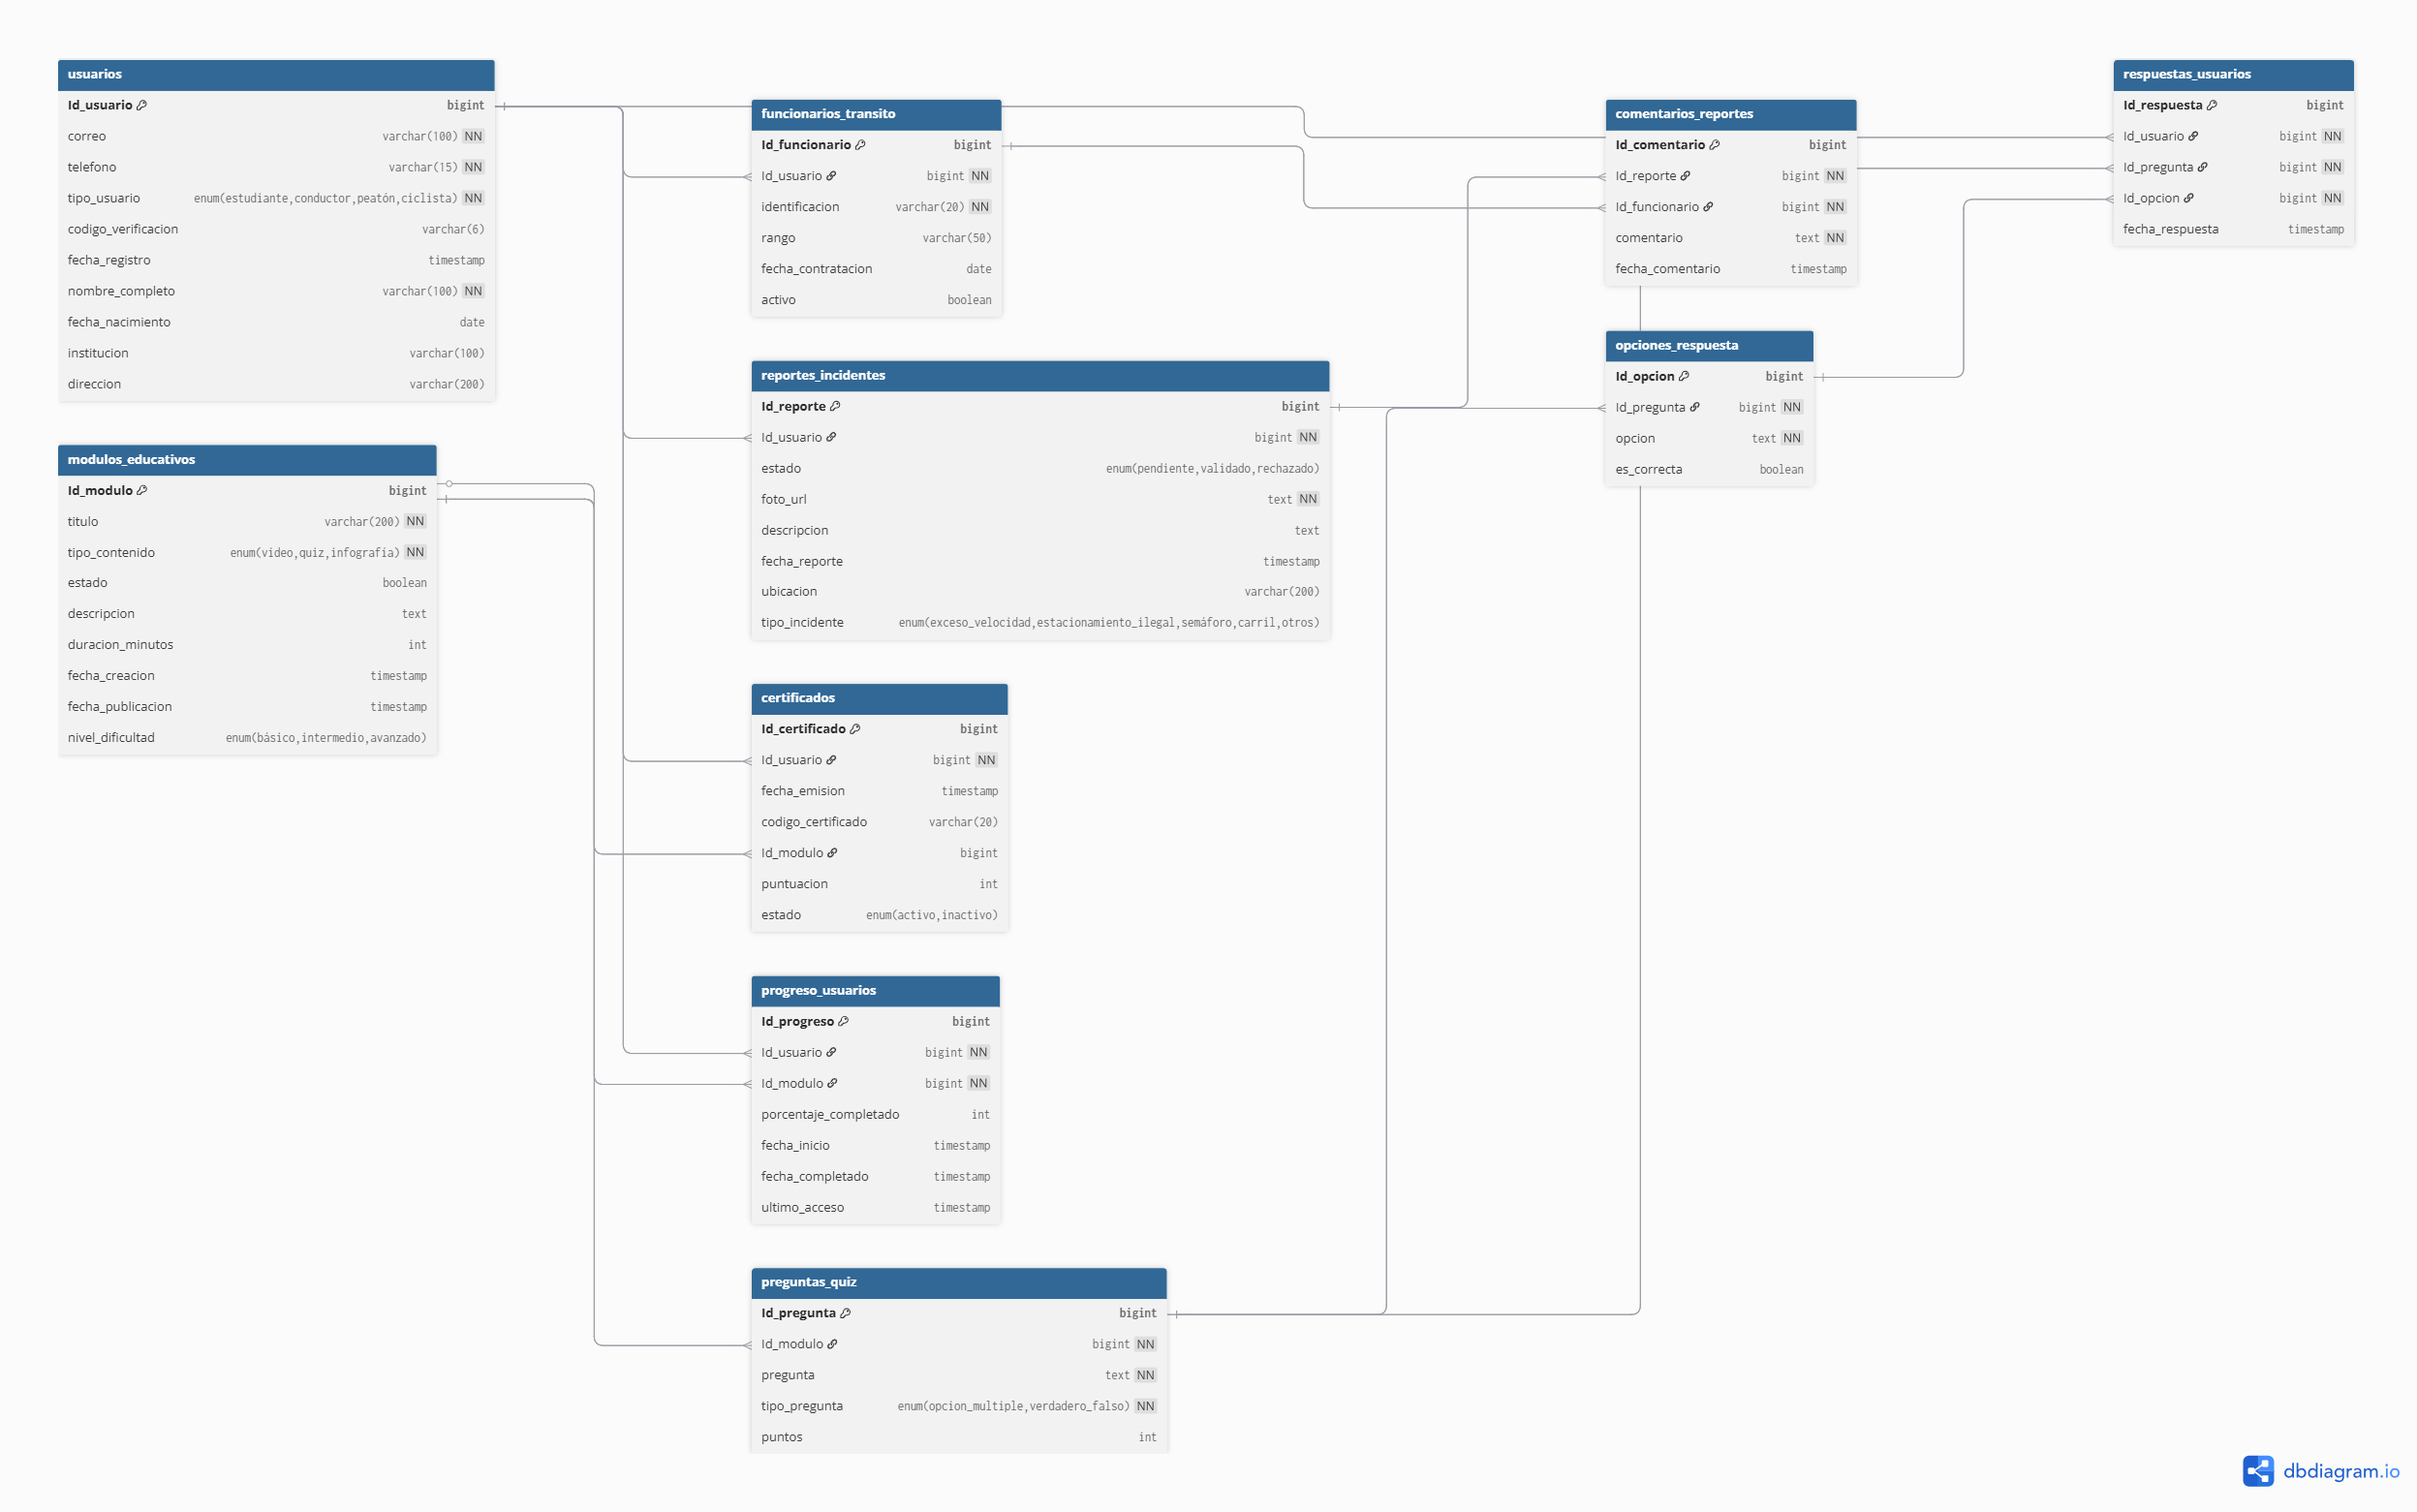 usuarios
Id_usuario bigint
correo varchar(100) NN
telefono varchar(15) NN
tipo_usuario enum(estudiante,conductor,peatón,ciclista) NN
codigo_verificacion varchar(6)
fecha_registro timestamp
nombre_completo varchar(100) NN
fecha_nacimiento date
institucion varchar(100)
direccion varchar(200)
modulos_educativos
Id_modulo bigint
titulo varchar(200) NN
tipo_contenido enum(video,quiz,infografia) NN
estado boolean
descripcion text
duracion_minutos int
fecha_creacion timestamp
fecha_publicacion timestamp
nivel_dificultad enum(básico,intermedio,avanzado)
funcionarios_transito
Id_funcionario bigint
Id_usuario bigint NN
identificacion varchar(20) NN
rango varchar(50)
fecha_contratacion date
activo boolean
reportes_incidentes
Id_reporte bigint
Id_usuario bigint NN
estado enum(pendiente,validado,rechazado)
foto_url text NN
descripcion text
fecha_reporte timestamp
ubicacion varchar(200)
tipo_incidente enum(exceso_velocidad,estacionamiento_ilegal,semáforo,carril,otros)
certificados
Id_certificado bigint
Id_usuario bigint NN
fecha_emision timestamp
codigo_certificado varchar(20)
Id_modulo bigint
puntuacion int
estado enum(activo,inactivo)
progreso_usuarios
Id_progreso bigint
Id_usuario bigint NN
Id_modulo bigint NN
porcentaje_completado int
fecha_inicio timestamp
fecha_completado timestamp
ultimo_acceso timestamp
preguntas_quiz
Id_pregunta bigint
Id_modulo bigint NN
pregunta text NN
tipo_pregunta enum(opcion_multiple,verdadero_falso) NN
puntos int
comentarios_reportes
Id_comentario bigint
Id_reporte bigint NN
Id_funcionario bigint NN
comentario text NN
fecha_comentario timestamp
opciones_respuesta
Id_opcion bigint
Id_pregunta bigint NN
opcion text NN
es_correcta boolean
respuestas_usuarios
Id_respuesta bigint
Id_usuario bigint NN
Id_pregunta bigint NN
Id_opcion bigint NN
fecha_respuesta timestamp
dbdiagram.io